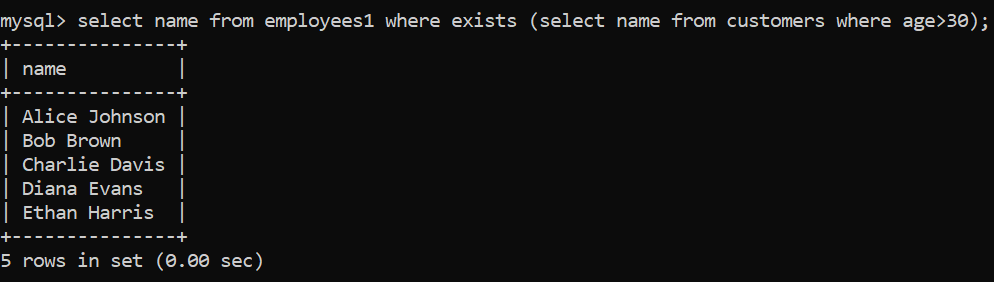 mysql> select name from employees1 where exists (select name from customers where age>30);
+---------------+
| name          |
+---------------+
| Alice Johnson |
| Bob Brown     |
| Charlie Davis |
| Diana Evans   |
| Ethan Harris  |
+---------------+
5 rows in set (0.00 sec)